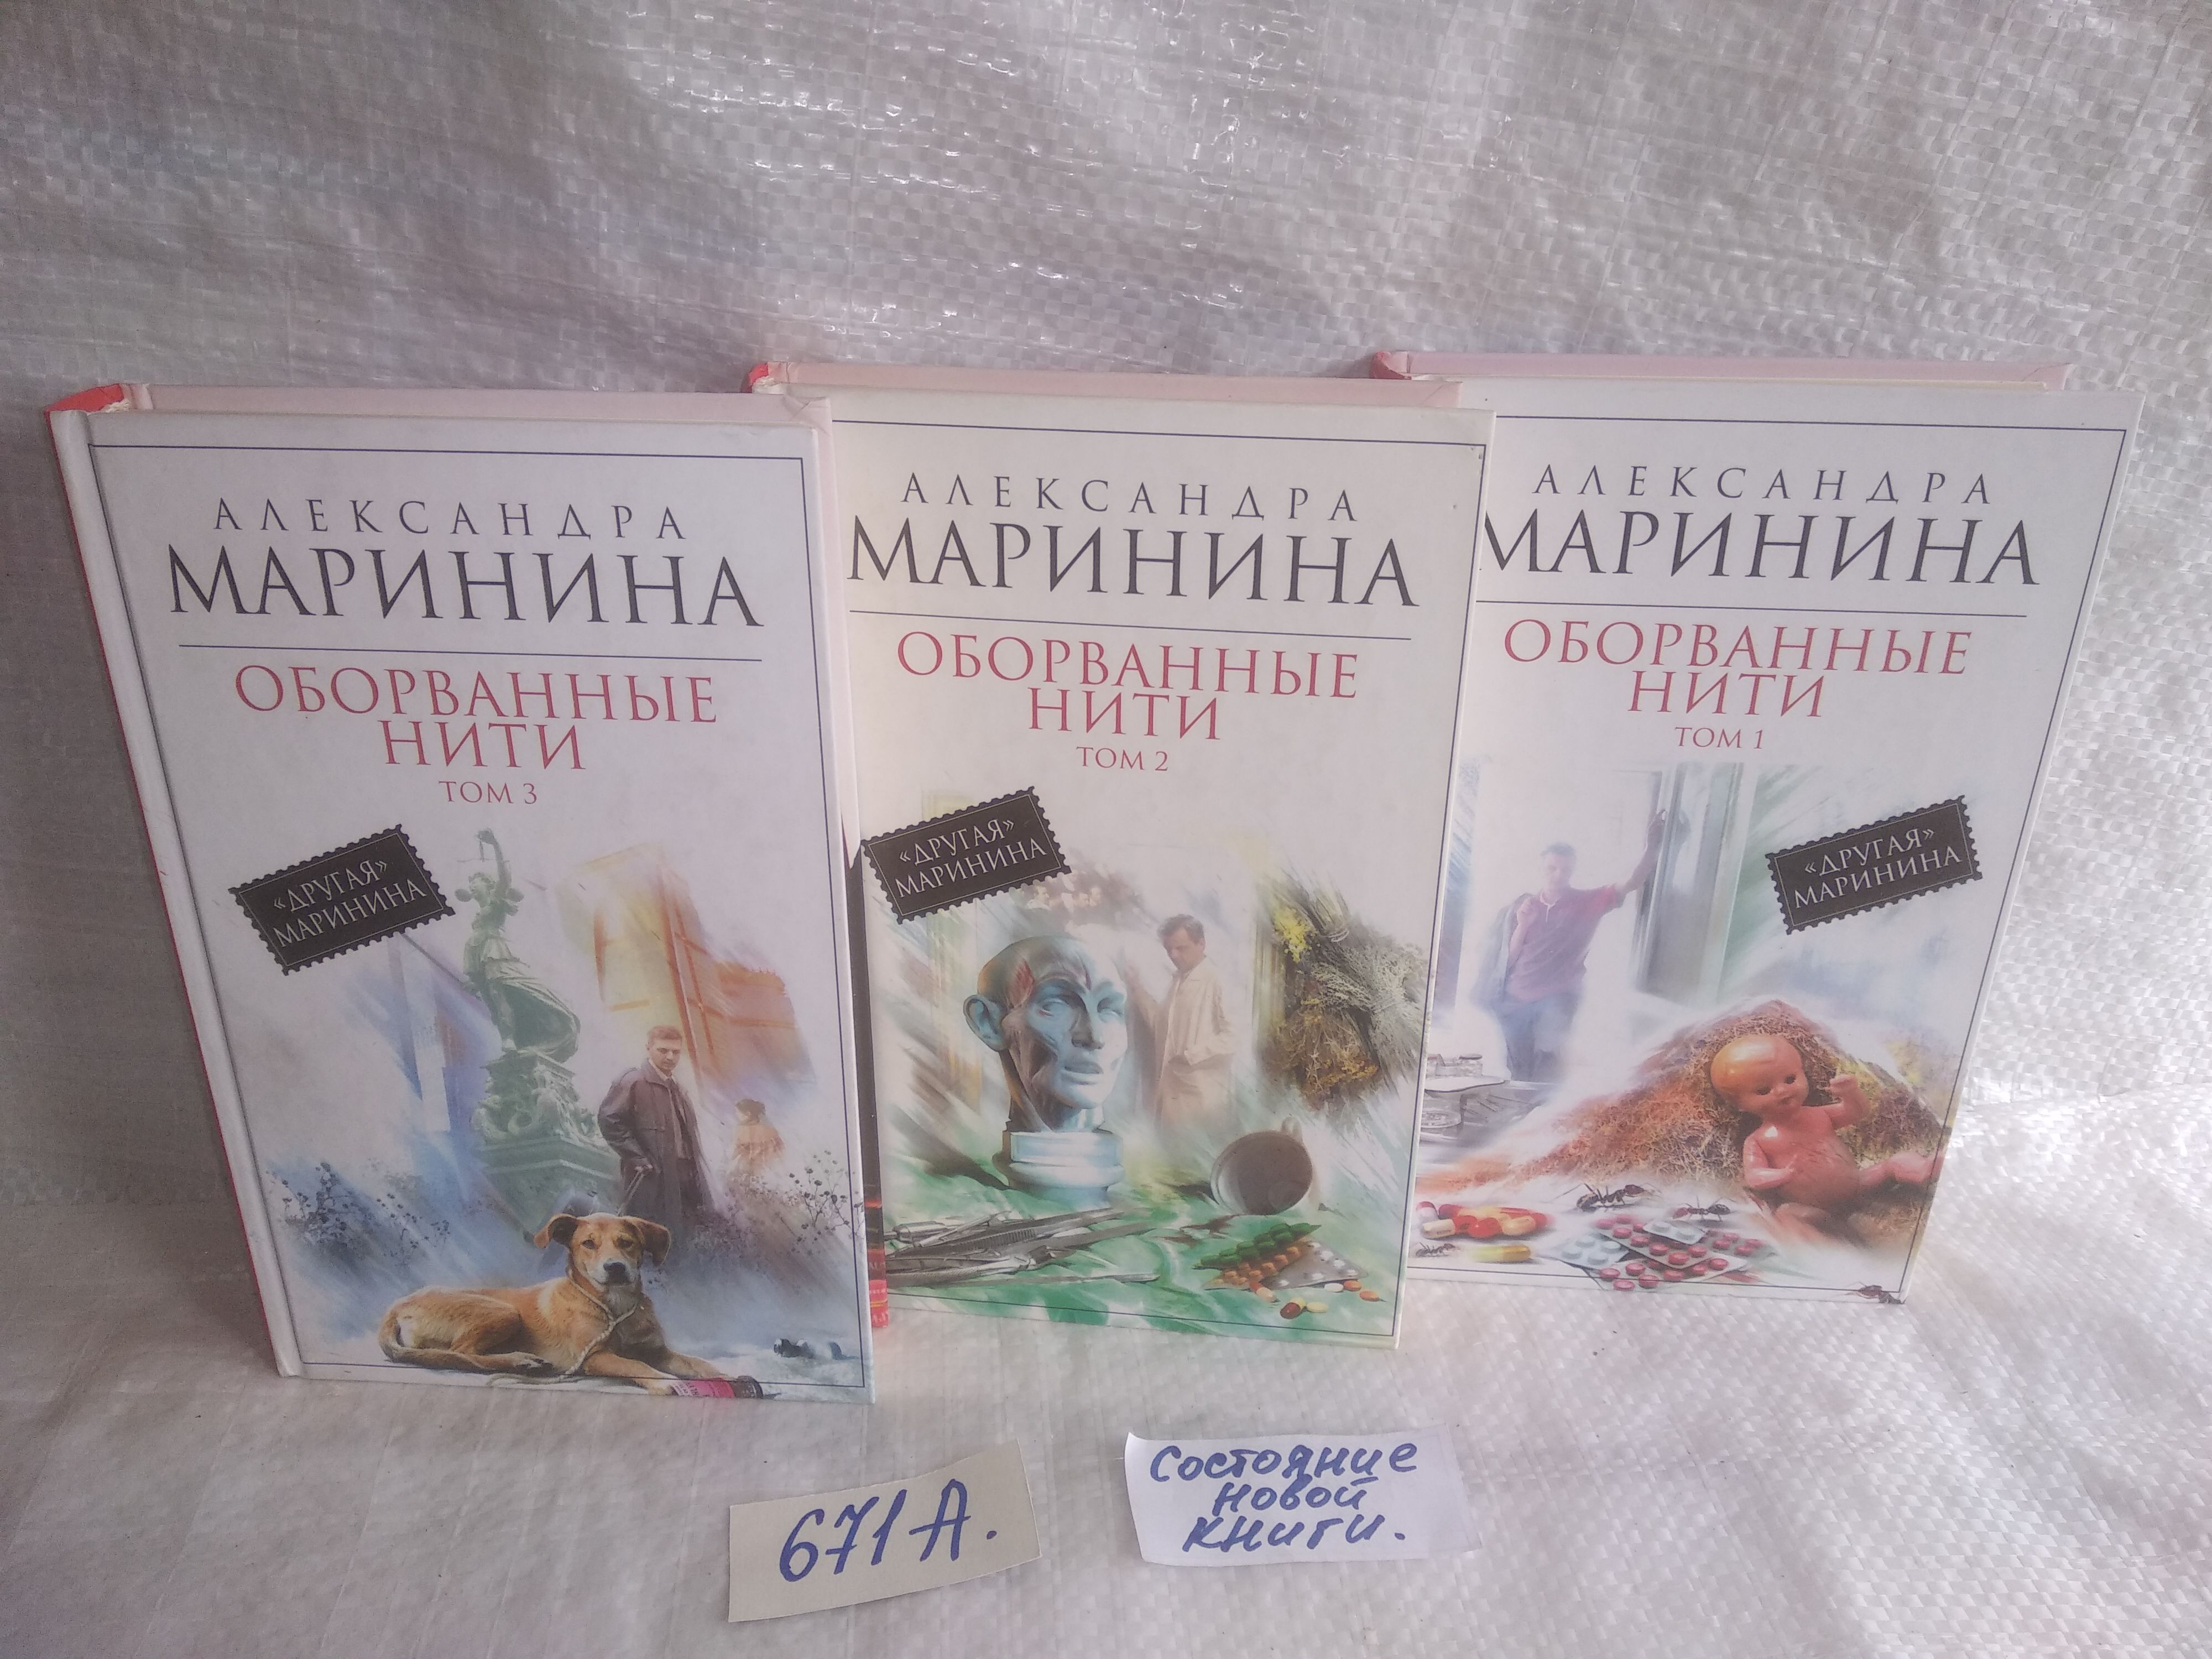 АЛЕКСАНДРА
МАРИНИНА
ОБОРВАННЫЕ
НИТИ
ТОМ 3
«ДРУГАЯ»
МАРИНИНА
АЛЕКСАНДРА
МАРИНИНА
ОБОРВАННЫЕ
НИТИ
ТОМ 2
«ДРУГАЯ»
МАРИНИНА
АЛЕКСАНДРА
МАРИНИНА
ОБОРВАННЫЕ
НИТИ
ТОМ 1
«ДРУГАЯ»
МАРИНИНА
671 А.
Состояние
новой
книги.